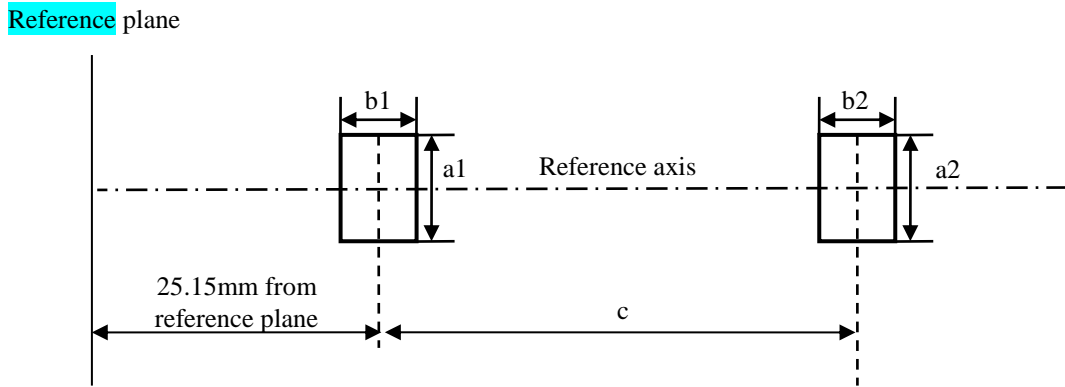 Reference plane
b1
b2
a1
Reference axis
a2
25.15mm from
reference plane
c